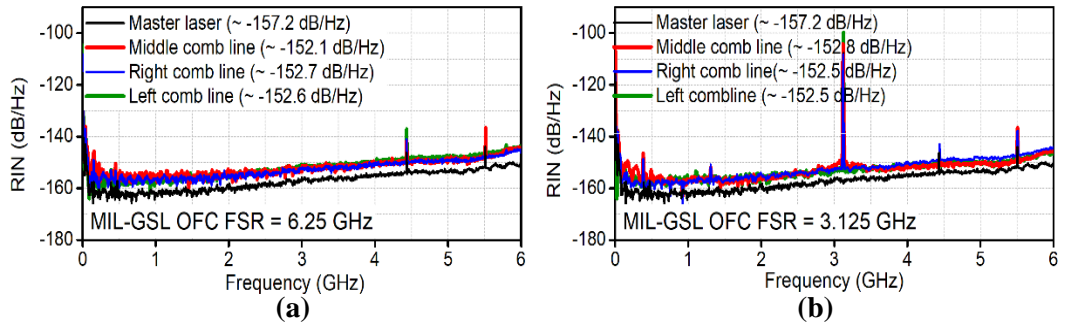 Master laser (~ -157.2 dB/Hz)
Middle comb line (~ -152.1 dB/Hz)
Right comb line (~ -152.7 dB/Hz)
Left comb line (~ -152.6 dB/Hz)
MIL-GSL OFC FSR = 6.25 GHz
RIN (dB/Hz)
-100
-120
-140
-160
-180
0 1 2 3 4 5 6
Frequency (GHz)
(a)
Master laser (~ -157.2 dB/Hz)
Middle comb line (~ -152.8 dB/Hz)
Right comb line(~ -152.5 dB/Hz)
Left combline (~ -152.5 dB/Hz)
MIL-GSL OFC FSR = 3.125 GHz
RIN (dB/Hz)
-100
-120
-140
-160
-180
0 1 2 3 4 5 6
Frequency (GHz)
(b)